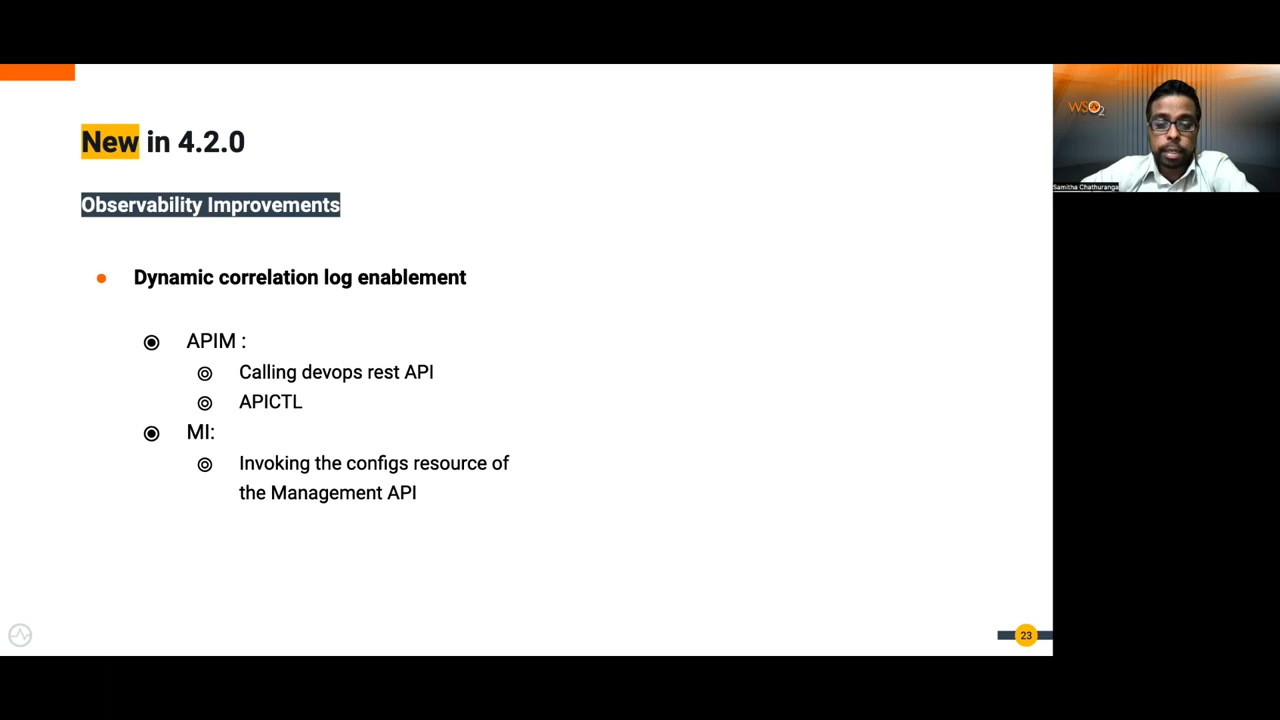 New in 4.2.0
Observability Improvements
Dynamic correlation log enablement
APIM :
Calling devops rest API
APICTL
MI:
Invoking the configs resource of
the Management API
23
WSO2
Samitha Chathuranga